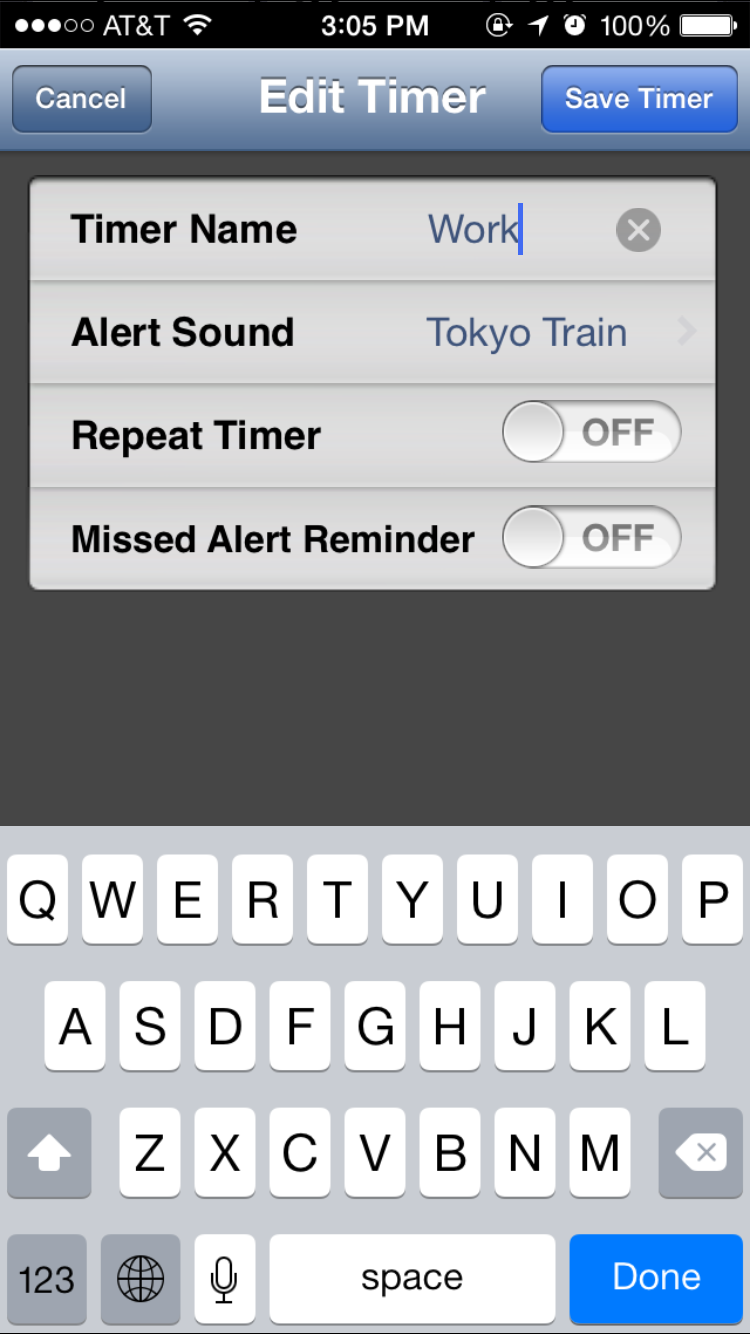 AT&T 3:05 PM 100%
Cancel Edit Timer Save Timer
Timer Name Work
Alert Sound Tokyo Train
Repeat Timer OFF
Missed Alert Reminder OFF
Q W E R T Y U I O P
A S D F G H J K L
Z X C V B N M
123 space Done